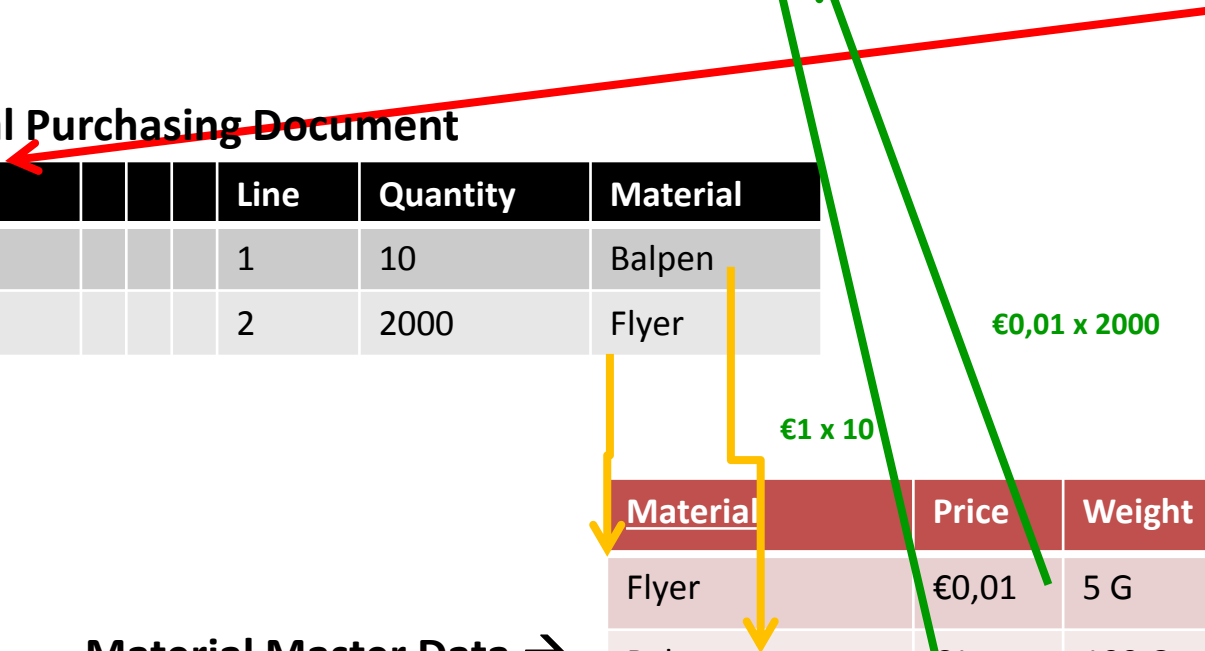 Purchasing Document
Line Quantity Material
1 10 Balpen
2 2000 Flyer
€0,01 x 2000
€1 x 10
Material Price Weight
Flyer €0,01 5 G
Material Master Data →